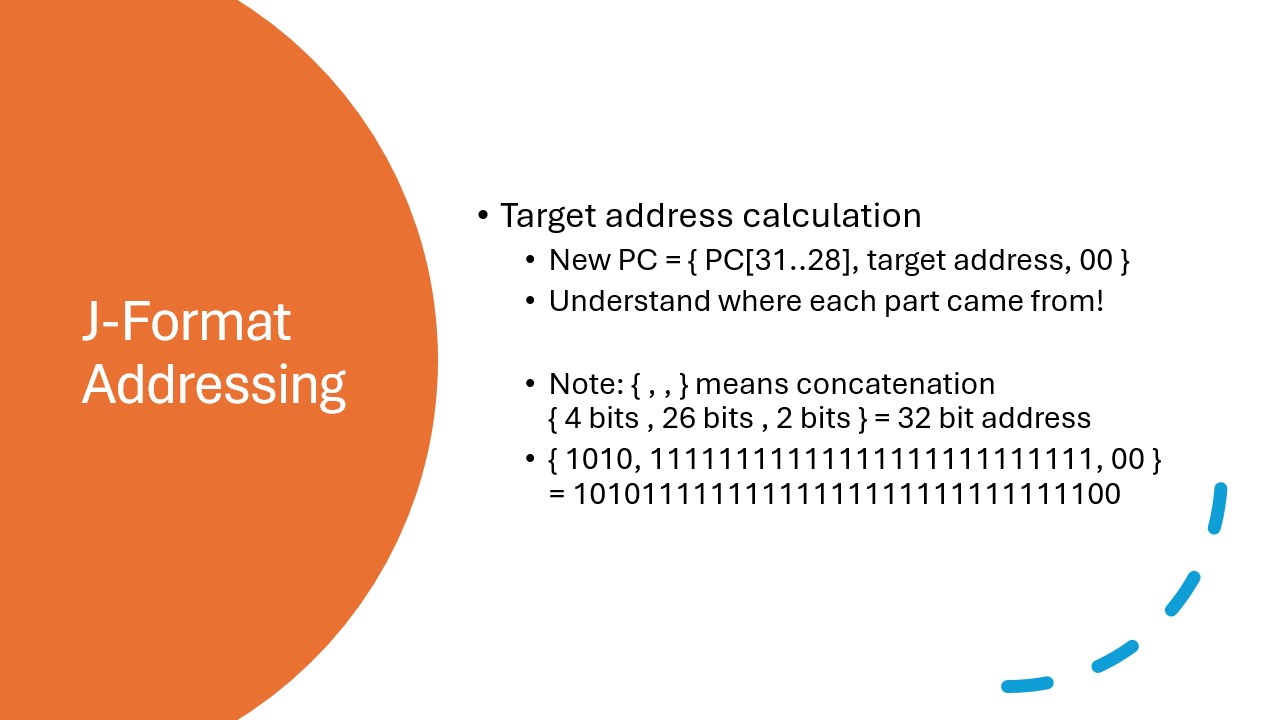 J-Format
Addressing
• Target address calculation
• New PC = { PC[31..28], target address, 00 }
• Understand where each part came from!
• Note: { , , } means concatenation
{ 4 bits , 26 bits , 2 bits } = 32 bit address
• { 1010, 11111111111111111111111111, 00 }
= 10101111111111111111111111111100